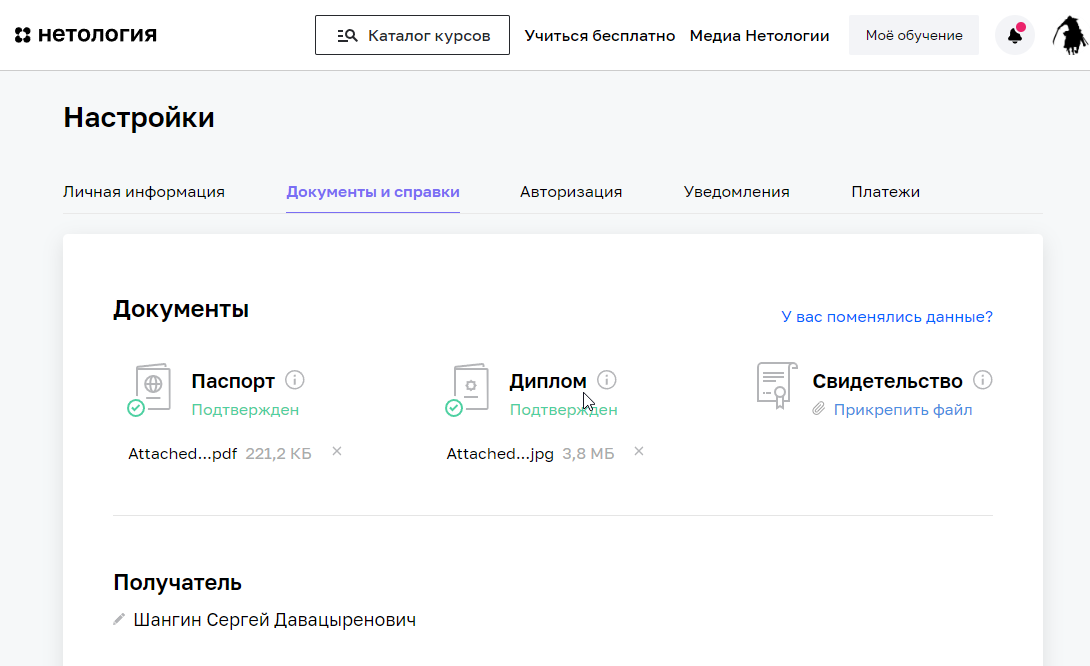 нетология
Каталог курсов
Учиться бесплатно
Медиа Нетологии
Моё обучение
Настройки
Личная информация
Документы и справки
Авторизация
Уведомления
Платежи
Документы
У вас поменялись данные?
Паспорт
Подтвержден
Attached...pdf 221,2 КБ
Диплом
Подтвержден
Attached...jpg 3,8 МБ
Свидетельство
Прикрепить файл
Получатель
Шангин Сергей Давацыренович